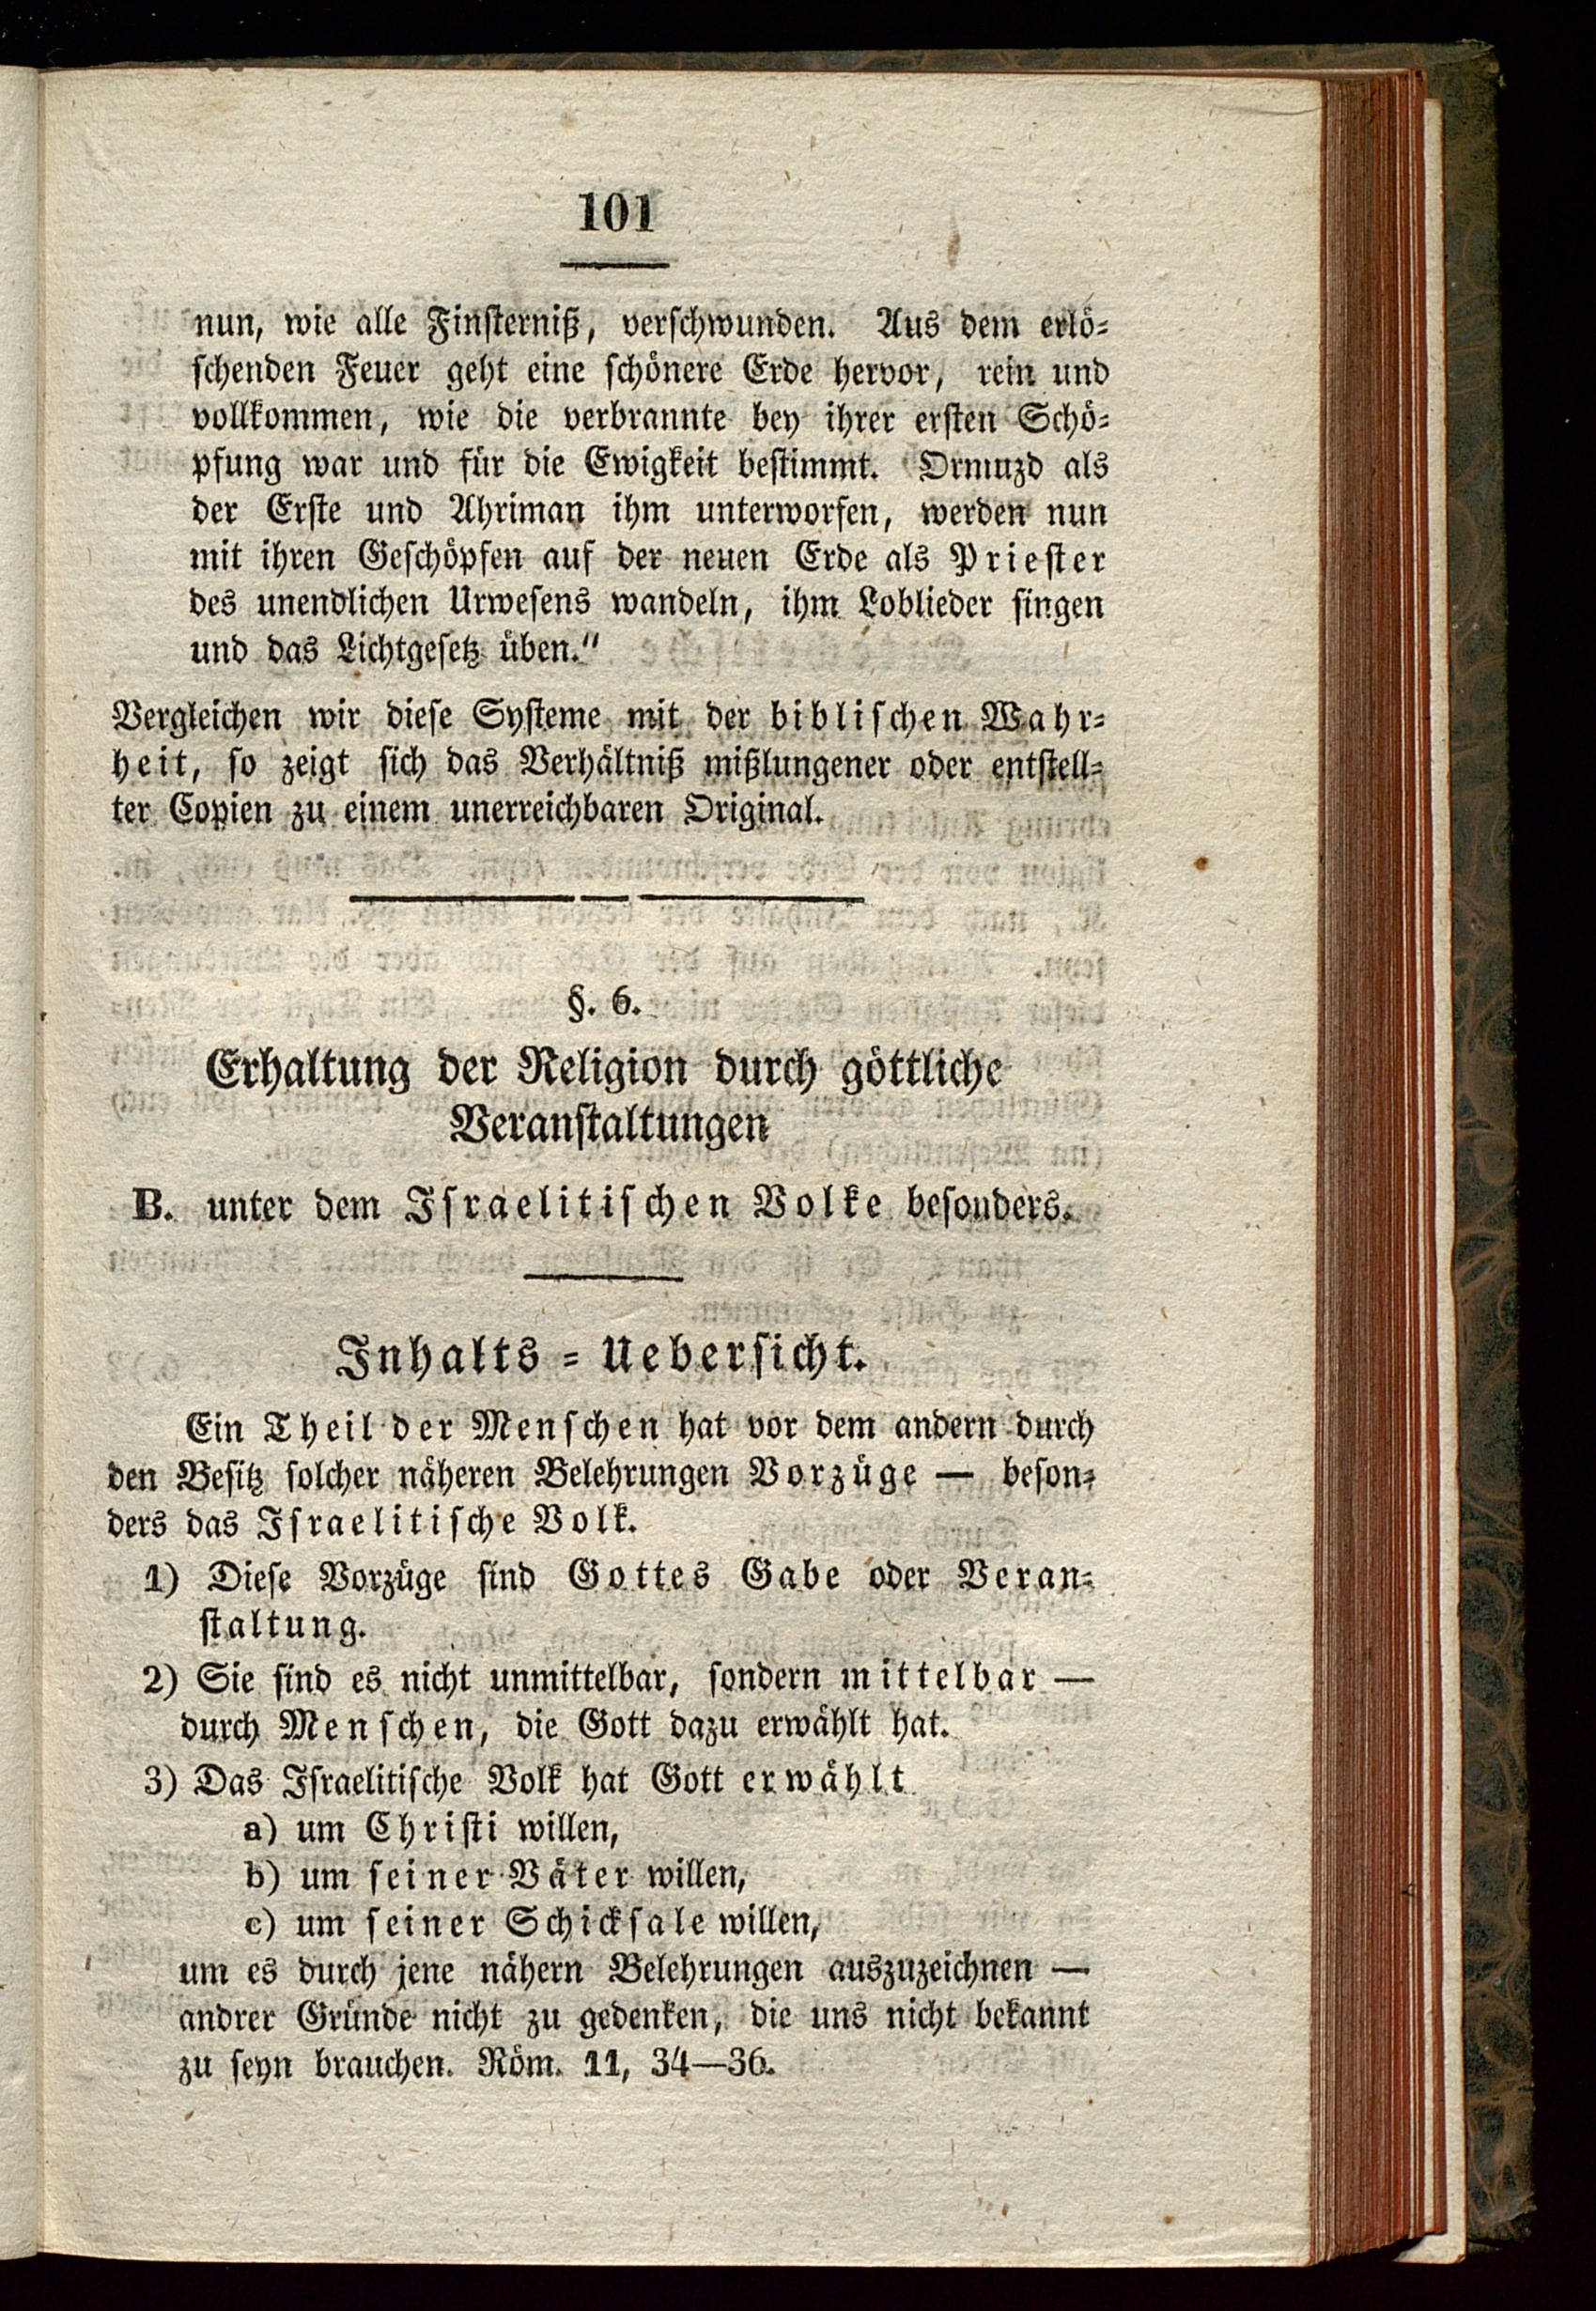 101
nun, wie alle Finsterniß, verschwunden. Aus dem erlö-
schenden Feuer geht eine schönere Erde hervor, rein und
vollkommen, wie die verbrannte bey ihrer ersten Schö-
pfung war und für die Ewigkeit bestimmt. Ormuzd als
der Erste und Ahriman ihm unterworfen, werden nun
mit ihren Geschöpfen auf der neuen Erde als Priester
des unendlichen Urwesens wandeln, ihm Loblieder singen
und das Lichtgesetz üben."
Vergleichen wir diese Systeme mit der biblischen Wahr-
heit, so zeigt sich das Verhältniß mißlungener oder entstell-
ter Copien zu einem unerreichbaren Original.
§. 6.
Erhaltung der Religion durch göttliche
Veranstaltungen
B. unter dem Israelitischen Volke besonders.
Inhalts-Uebersicht.
Ein Theil der Menschen hat vor dem andern durch
den Besitz solcher näheren Belehrungen Vorzüge — beson-
ders das Israelitische Volk.
1) Diese Vorzüge sind Gottes Gabe oder Veran-
staltung.
2) Sie sind es nicht unmittelbar, sondern mittelbar —
durch Menschen, die Gott dazu erwählt hat.
3) Das Israelitische Volk hat Gott erwählt
a) um Christi willen,
b) um seiner Väter willen,
c) um seiner Schicksale willen,
um es durch jene nähern Belehrungen auszuzeichnen —
andrer Gründe nicht zu gedenken, die uns nicht bekannt
zu seyn brauchen. Röm. 11, 34—36.